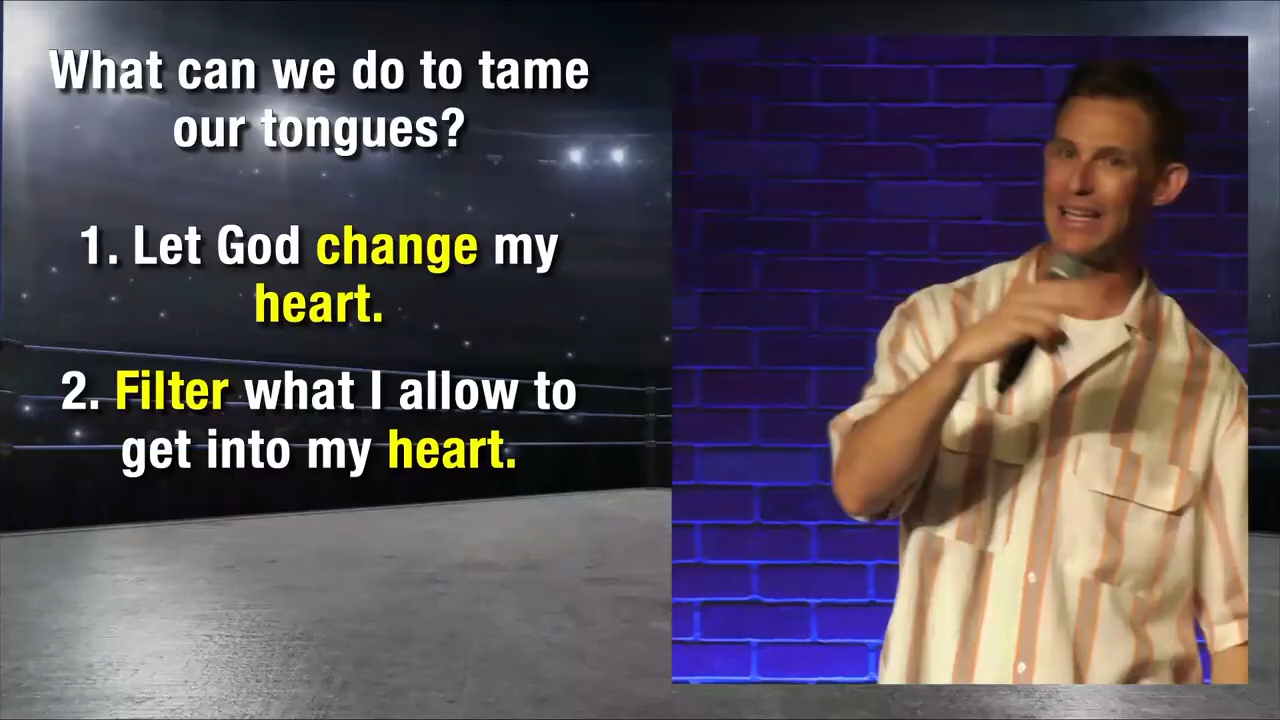 What can we do to tame
our tongues?
1. Let God change my
heart.
2. Filter what I allow to
get into my heart.